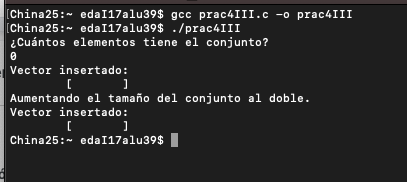 China25:~ edaI17alu39$ gcc prac4III.c -o prac4III
China25:~ edaI17alu39$ ./prac4III
¿Cuántos elementos tiene el conjunto?
0
Vector insertado:
[ ]
Aumentando el tamaño del conjunto al doble.
Vector insertado:
[ ]
China25:~ edaI17alu39$